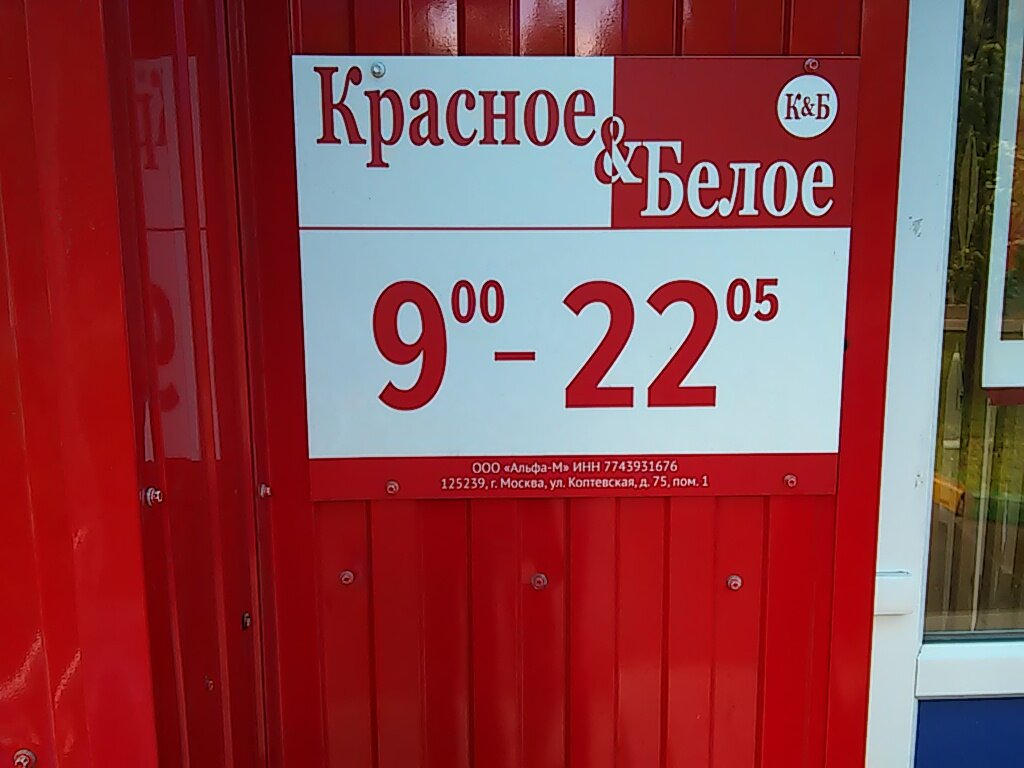 Красное
&
Белое
К&Б
9⁰⁰ – 22⁰⁵
ООО «Альфа-М» ИНН 7743931676
125239, г. Москва, ул. Коптевская, д. 75, пом. 1